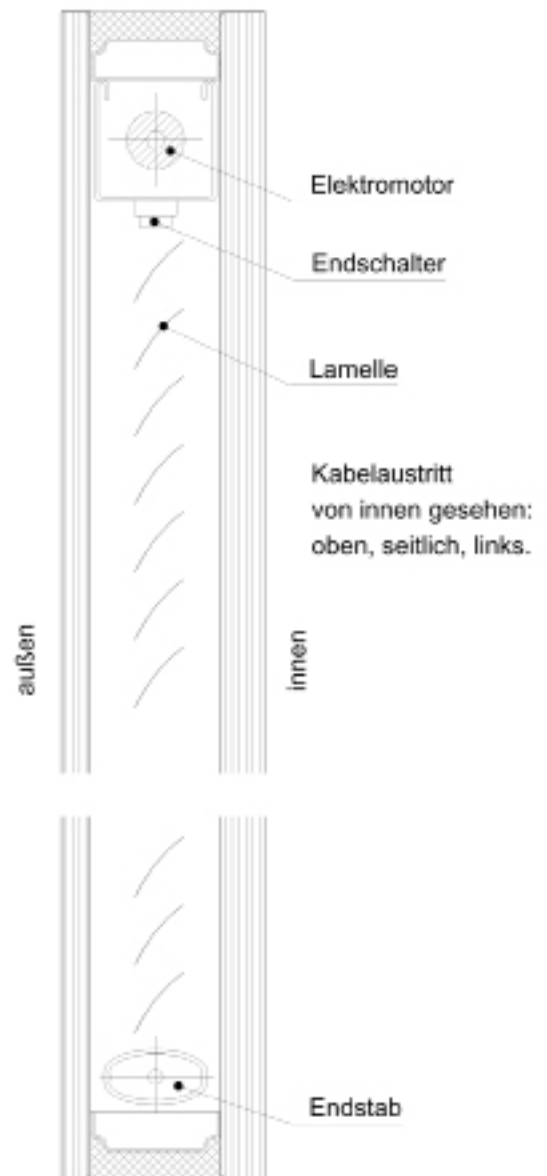 Elektromotor
Endschalter
Lamelle
Kabelaustritt
von innen gesehen:
oben, seitlich, links.
außen
innen
Endstab